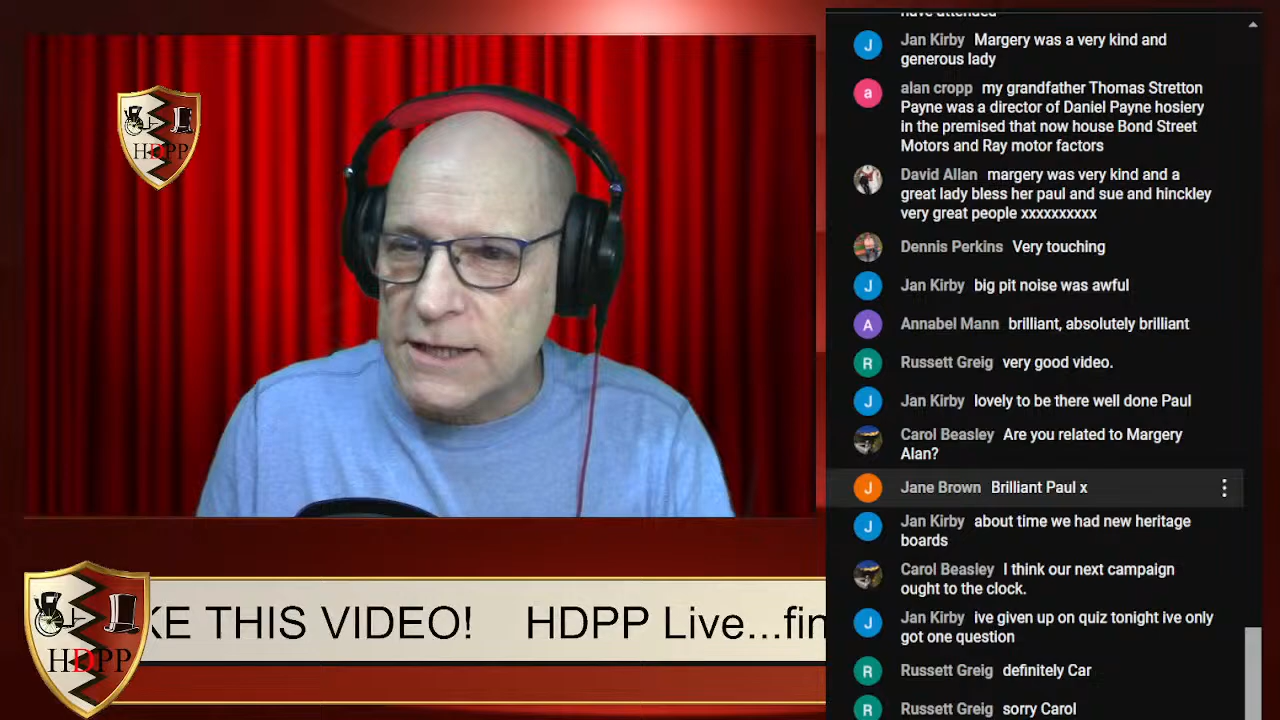 HDPP
HDPP
KE THIS VIDEO! HDPP Live...fin
have attended
Jan Kirby Margery was a very kind and
generous lady
alan cropp my grandfather Thomas Stretton
Payne was a director of Daniel Payne hosiery
in the premised that now house Bond Street
Motors and Ray motor factors
David Allan margery was very kind and a
great lady bless her paul and sue and hinckley
very great people xxxxxxxxxx
Dennis Perkins Very touching
Jan Kirby big pit noise was awful
Annabel Mann brilliant, absolutely brilliant
Russett Greig very good video.
Jan Kirby lovely to be there well done Paul
Carol Beasley Are you related to Margery
Alan?
Jane Brown Brilliant Paul x
Jan Kirby about time we had new heritage
boards
Carol Beasley I think our next campaign
ought to the clock.
Jan Kirby ive given up on quiz tonight ive only
got one question
Russett Greig definitely Car
Russett Greig sorry Carol
J
a
J
A
R
J
J
J
J
R
R